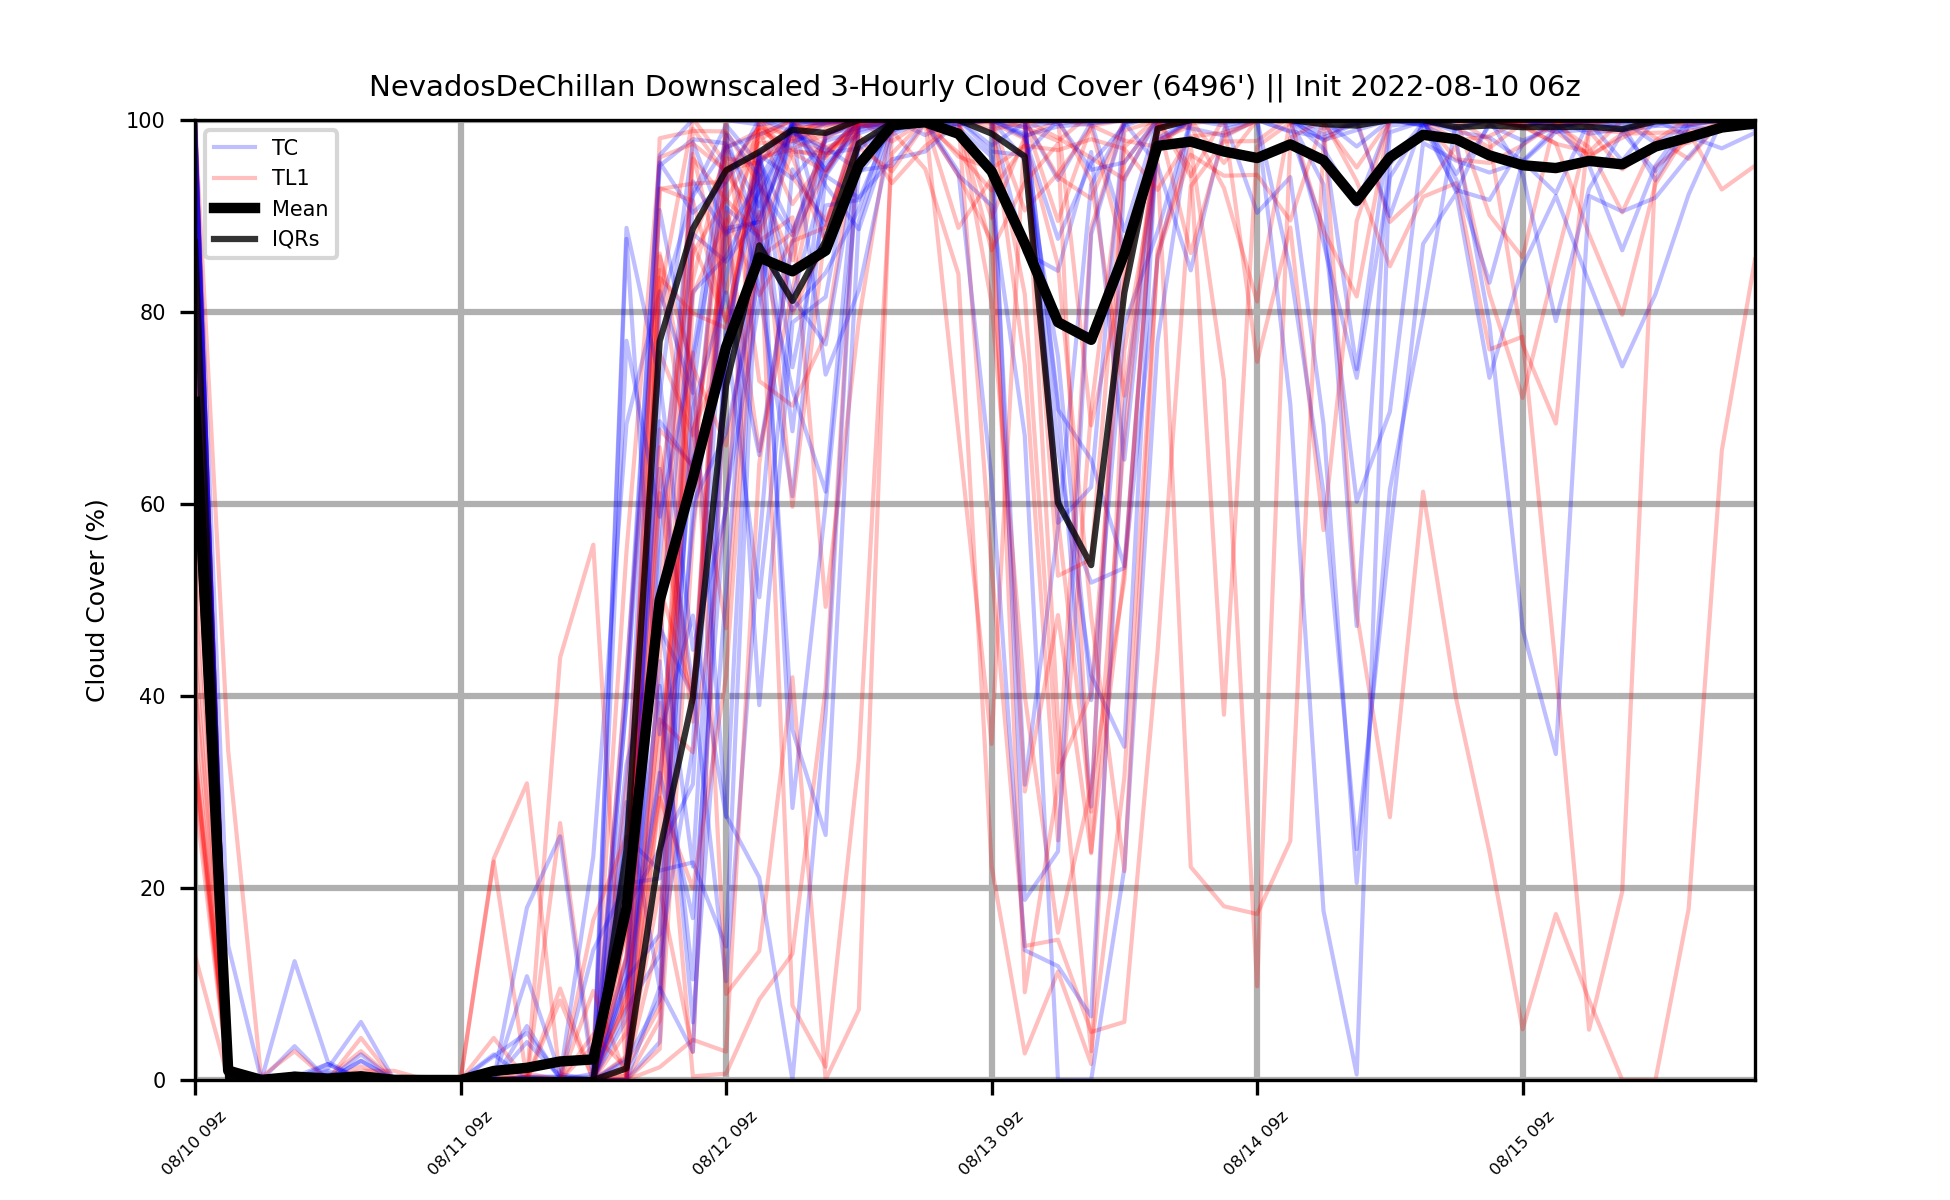 NevadosDeChillan Downscaled 3-Hourly Cloud Cover (6496') || Init 2022-08-10 06z
TC
TL1
Mean
IQRs
Cloud Cover (%)
100
80
60
40
20
0
08/10 09z
08/11 09z
08/12 09z
08/13 09z
08/14 09z
08/15 09z